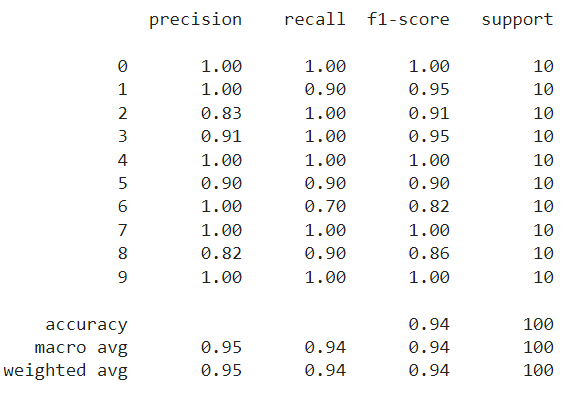 precision recall f1-score support
0 1.00 1.00 1.00 10
1 1.00 0.90 0.95 10
2 0.83 1.00 0.91 10
3 0.91 1.00 0.95 10
4 1.00 1.00 1.00 10
5 0.90 0.90 0.90 10
6 1.00 0.70 0.82 10
7 1.00 1.00 1.00 10
8 0.82 0.90 0.86 10
9 1.00 1.00 1.00 10
accuracy 0.94 100
macro avg 0.95 0.94 0.94 100
weighted avg 0.95 0.94 0.94 100